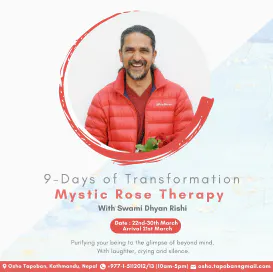 9-Days of Transformation
Mystic Rose Therapy
With Swami Dhyan Rishi
Date : 22nd-30th March
Arrival 21st March
Purifying your being to the glimpse of beyond mind,
With laughter, crying and silence.
Osho Tapoban, Kathmandu, Nepal +977-1-5112012/13 (10am-5pm) osho.tapoban@gmail.com